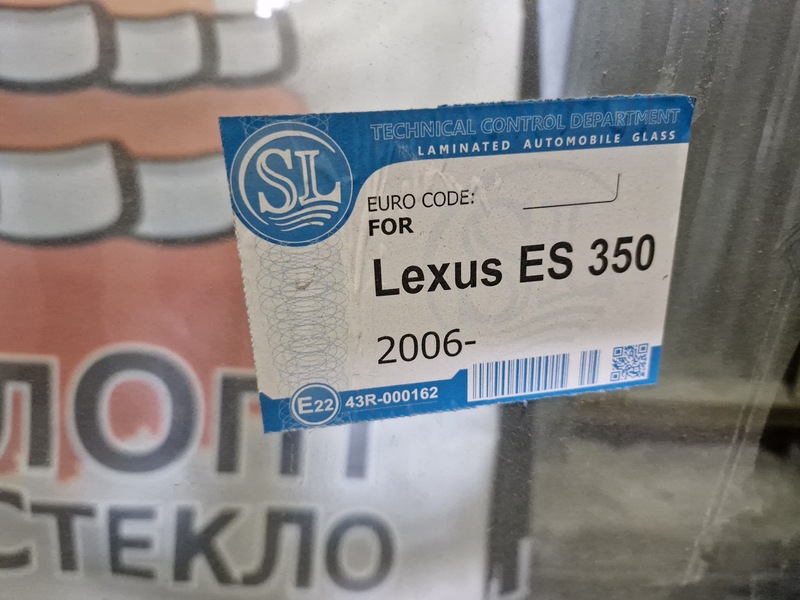 SL
TECHNICAL CONTROL DEPARTMENT
LAMINATED AUTOMOBILE GLASS
EURO CODE:
FOR
Lexus ES 350
2006-
E22 43R-000162
ЛОП
СТЕКЛО